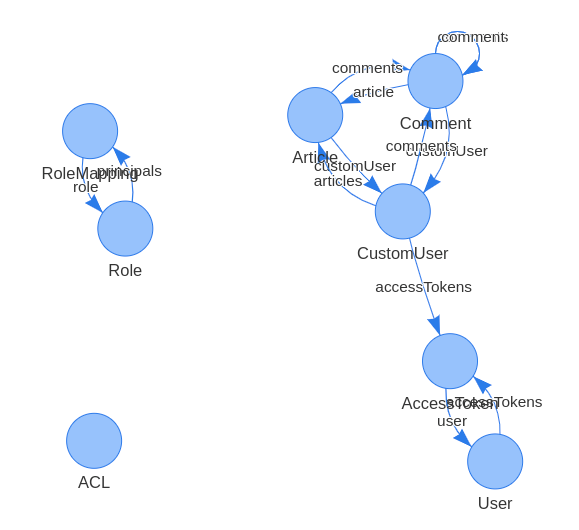 comments
comments
article
Comment
Article
comments
customUser
customUser
articles
RoleMapping
principals
role
Role
CustomUser
accessTokens
AccessToken
accessTokens
user
ACL
User